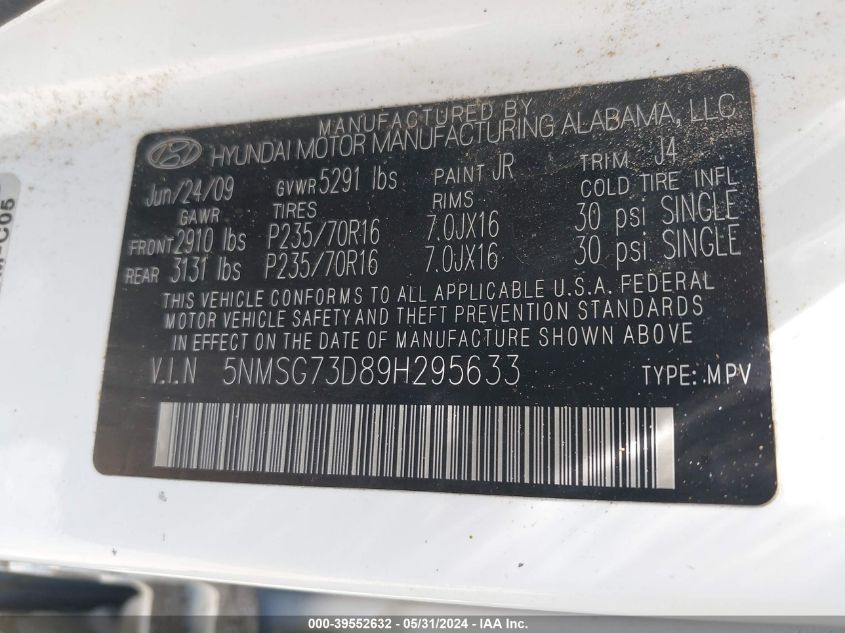 MANUFACTURED BY
HYUNDAI MOTOR MANUFACTURING ALABAMA, LLC
Jun/24/09 GVWR 5291 lbs PAINT JR TRIM J4
GAWR TIRES RIMS COLD TIRE INFL
FRONT 2910 lbs P235/70R16 7.0JX16 30 psi SINGLE
REAR 3131 lbs P235/70R16 7.0JX16 30 psi SINGLE
THIS VEHICLE CONFORMS TO ALL APPLICABLE U.S.A. FEDERAL
MOTOR VEHICLE SAFETY AND THEFT PREVENTION STANDARDS
IN EFFECT ON THE DATE OF MANUFACTURE SHOWN ABOVE
V.I.N 5NMSG73D89H295633 TYPE: MPV
000-39552632 - 05/31/2024 - IAA Inc.